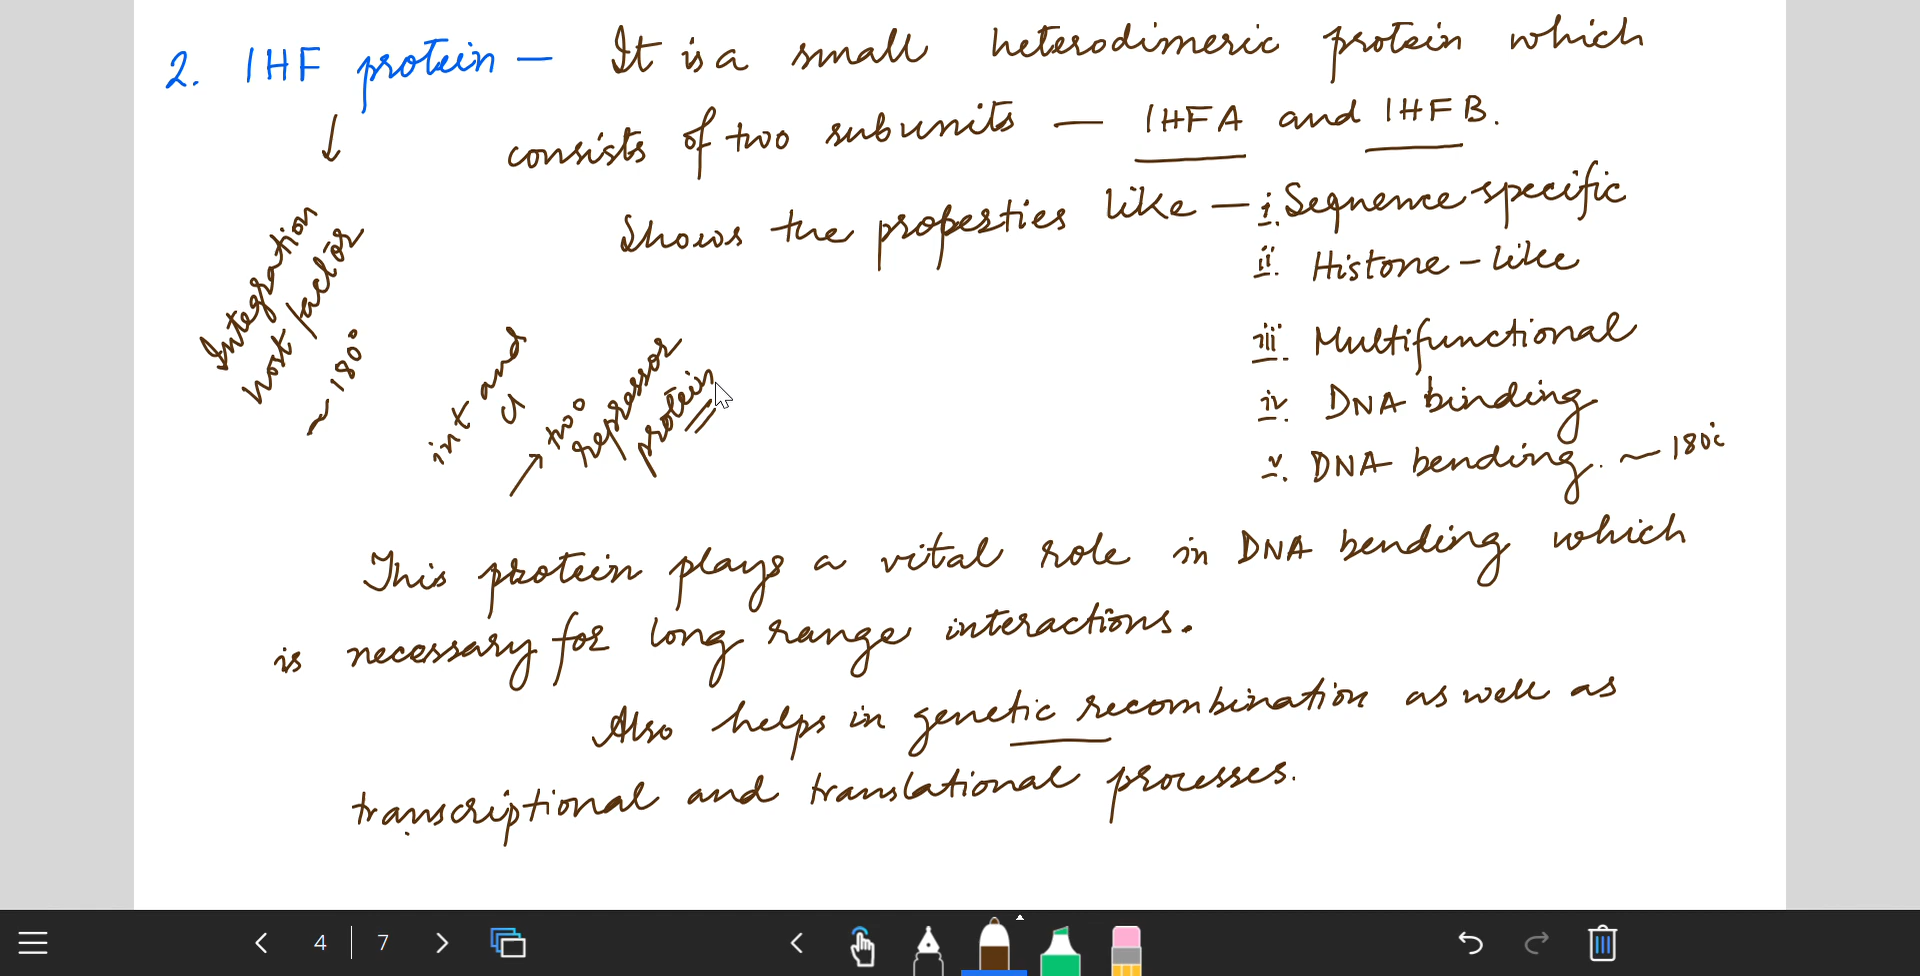 2. IHF protein — It is a small heterodimeric protein which
consists of two subunits — IHFA and IHFB.
Shows the properties like — i. Sequence specific
ii. Histone-like
iii. Multifunctional
iv. DNA binding
v. DNA bending. ~ 180°
↓
Integration
host factor
~ 180°
int and
cI
→ two
repressor
protein
This protein plays a vital role in DNA bending which
is necessary for long range interactions.
Also helps in genetic recombination as well as
transcriptional and translational processes.
4 | 7